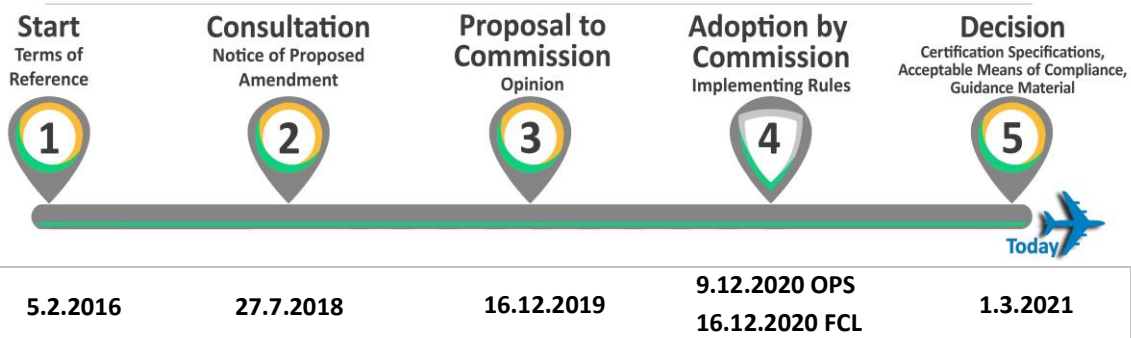 Start
Terms of
Reference
Consultation
Notice of Proposed
Amendment
Proposal to
Commission
Opinion
Adoption by
Commission
Implementing Rules
Decision
Certification Specifications,
Acceptable Means of Compliance,
Guidance Material
1
2
3
4
5
Today
5.2.2016
27.7.2018
16.12.2019
9.12.2020 OPS
16.12.2020 FCL
1.3.2021